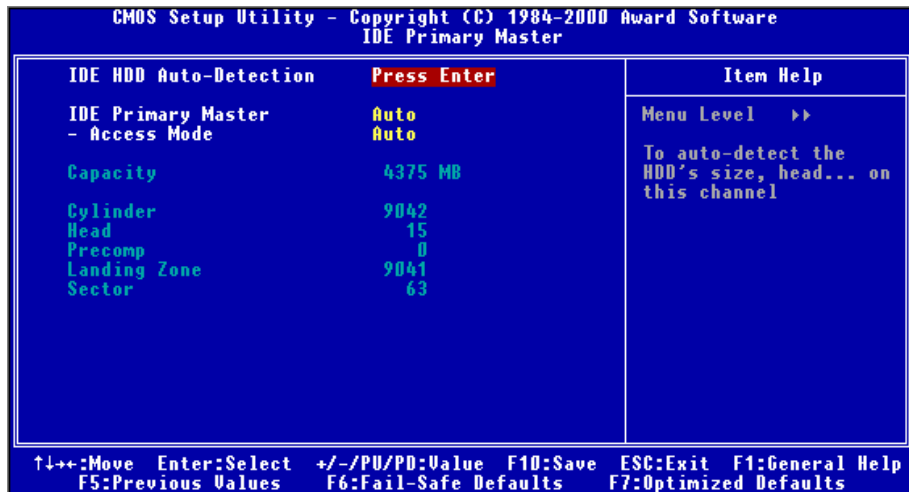 CMOS Setup Utility - Copyright (C) 1984-2000 Award Software
IDE Primary Master
IDE HDD Auto-Detection Press Enter
IDE Primary Master Auto
- Access Mode Auto
Capacity 4375 MB
Cylinder 9042
Head 15
Precomp 0
Landing Zone 9041
Sector 63
Item Help
Menu Level ▸▸
To auto-detect the
HDD's size, head... on
this channel
↑↓→←:Move Enter:Select +/-/PU/PD:Value F10:Save ESC:Exit F1:General Help
F5:Previous Values F6:Fail-Safe Defaults F7:Optimized Defaults